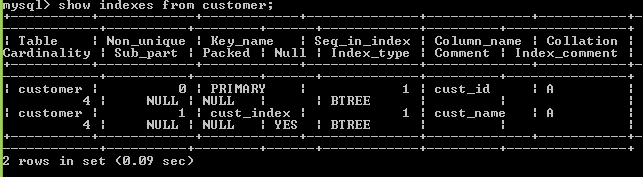 mysql> show indexes from customer;
+----------+------------+------------+--------------+-------------+-----------+
| Table | Non_unique | Key_name | Seq_in_index | Column_name | Collation |
Cardinality | Sub_part | Packed | Null | Index_type | Comment | Index_comment |
+----------+------------+------------+--------------+-------------+-----------+
| customer | 0 | PRIMARY | 1 | cust_id | A |
4 | NULL | NULL | | BTREE | | |
| customer | 1 | cust_index | 1 | cust_name | A |
4 | NULL | NULL | YES | BTREE | | |
+----------+------------+------------+--------------+-------------+-----------+
2 rows in set (0.09 sec)